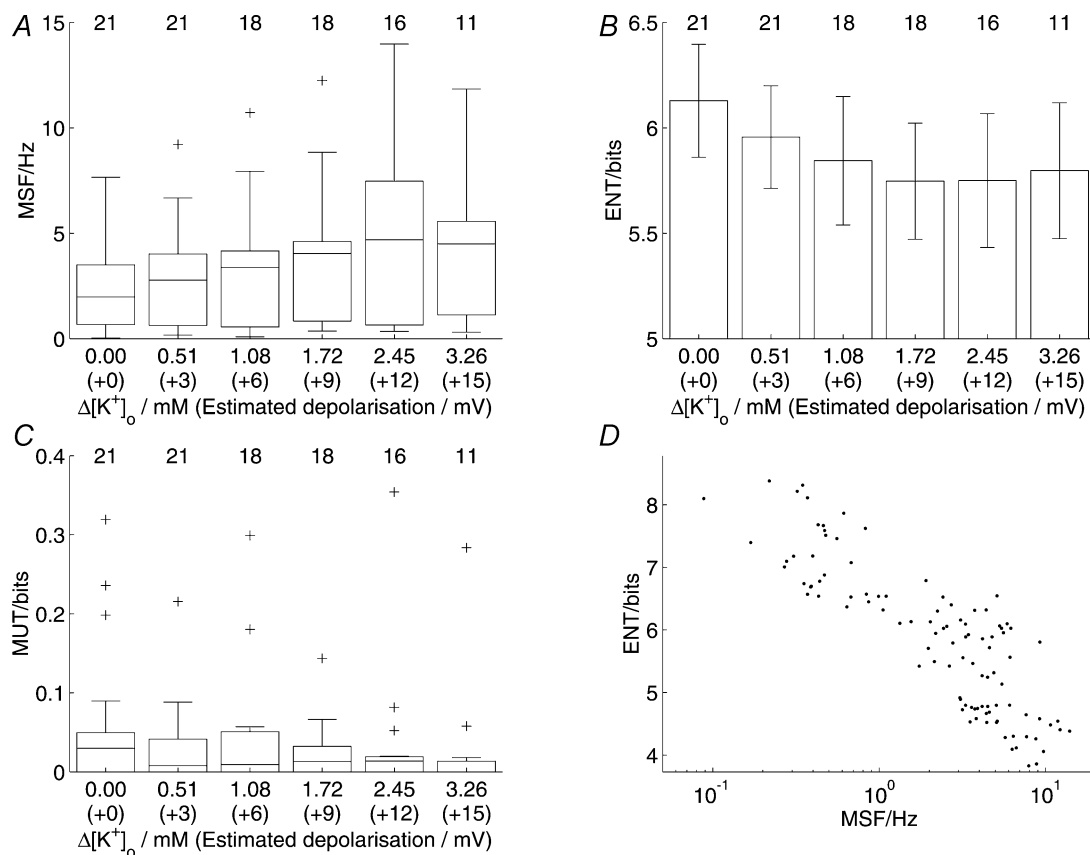 A
21 21 18 18 16 11
15
10
5
0
MSF/Hz
0.00 0.51 1.08 1.72 2.45 3.26
(+0) (+3) (+6) (+9) (+12) (+15)
Δ[K⁺]ₒ / mM (Estimated depolarisation / mV)
B
21 21 18 18 16 11
6.5
6
5.5
5
ENT/bits
0.00 0.51 1.08 1.72 2.45 3.26
(+0) (+3) (+6) (+9) (+12) (+15)
Δ[K⁺]ₒ / mM (Estimated depolarisation / mV)
C
21 21 18 18 16 11
0.4
0.3
0.2
0.1
0
MUT/bits
0.00 0.51 1.08 1.72 2.45 3.26
(+0) (+3) (+6) (+9) (+12) (+15)
Δ[K⁺]ₒ / mM (Estimated depolarisation / mV)
D
8
7
6
5
4
ENT/bits
10⁻¹ 10⁰ 10¹
MSF/Hz